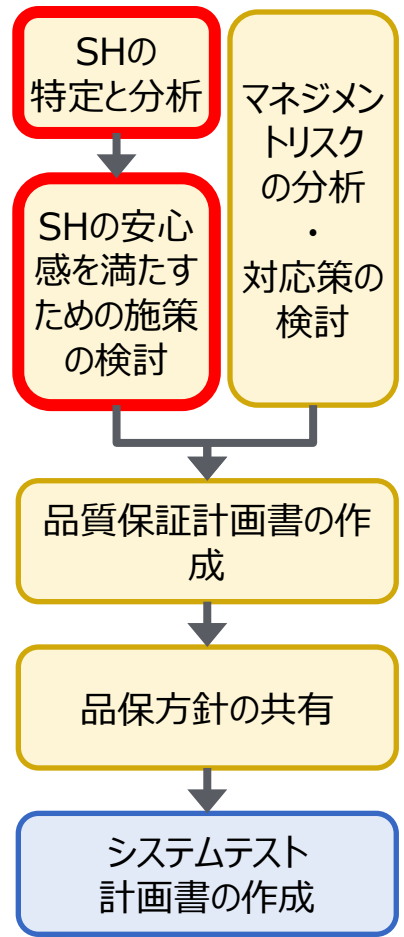 SHの
特定と分析
SHの安心
感を満たす
ための施策
の検討
マネジメン
トリスク
の分析
・
対応策の
検討
品質保証計画書の作
成
品保方針の共有
システムテスト
計画書の作成